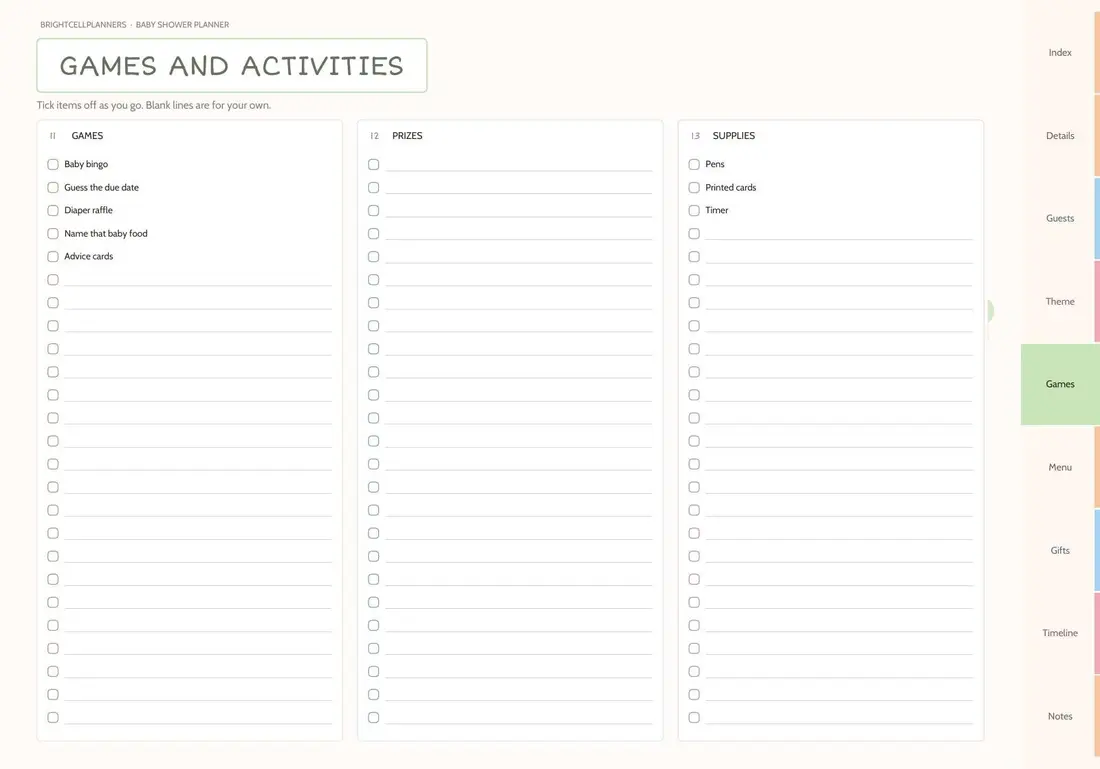 BRIGHTCELLPLANNERS · BABY SHOWER PLANNER
GAMES AND ACTIVITIES
Tick items off as you go. Blank lines are for your own.
11 GAMES
Baby bingo
Guess the due date
Diaper raffle
Name that baby food
Advice cards
12 PRIZES
13 SUPPLIES
Pens
Printed cards
Timer
Index
Details
Guests
Theme
Games
Menu
Gifts
Timeline
Notes